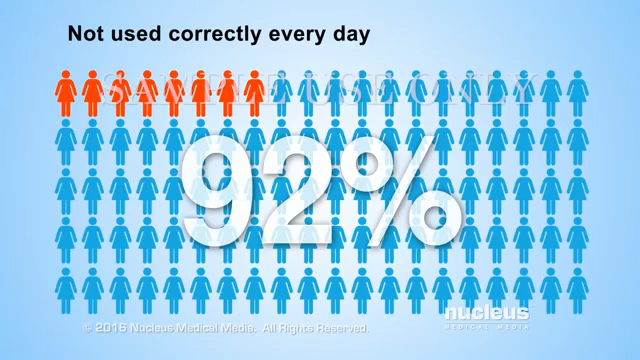 Not used correctly every day
SAMPLE USE ONLY
92%
nucleus
MEDICAL MEDIA
© 2016 Nucleus Medical Media. All Rights Reserved.